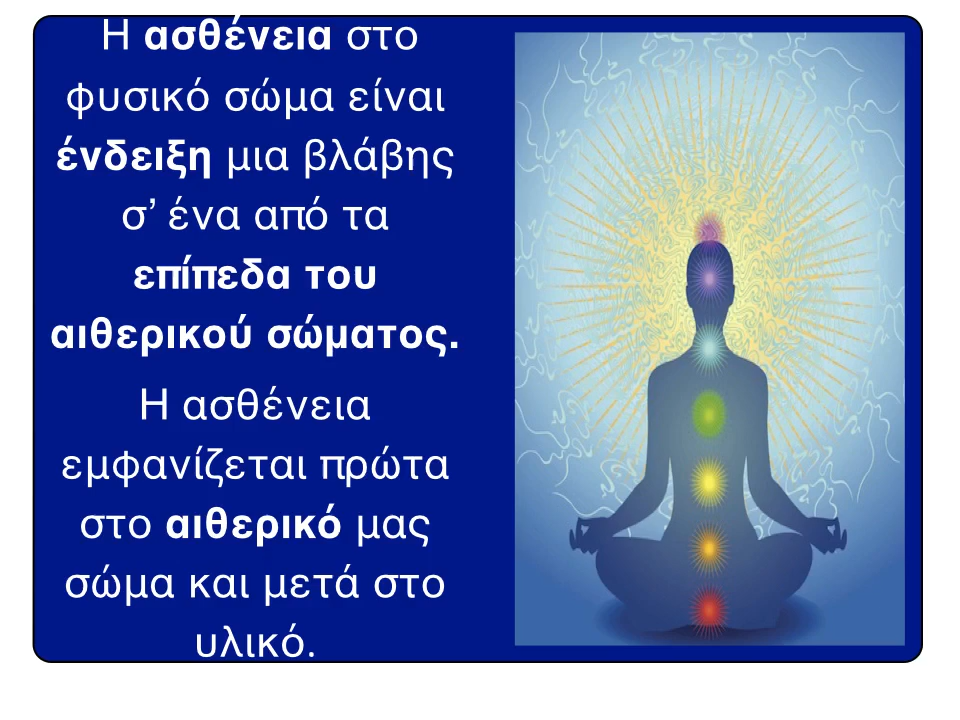 Η ασθένεια στο
φυσικό σώμα είναι
ένδειξη μια βλάβης
σ’ ένα από τα
επίπεδα του
αιθερικού σώματος.
Η ασθένεια
εμφανίζεται πρώτα
στο αιθερικό μας
σώμα και μετά στο
υλικό.